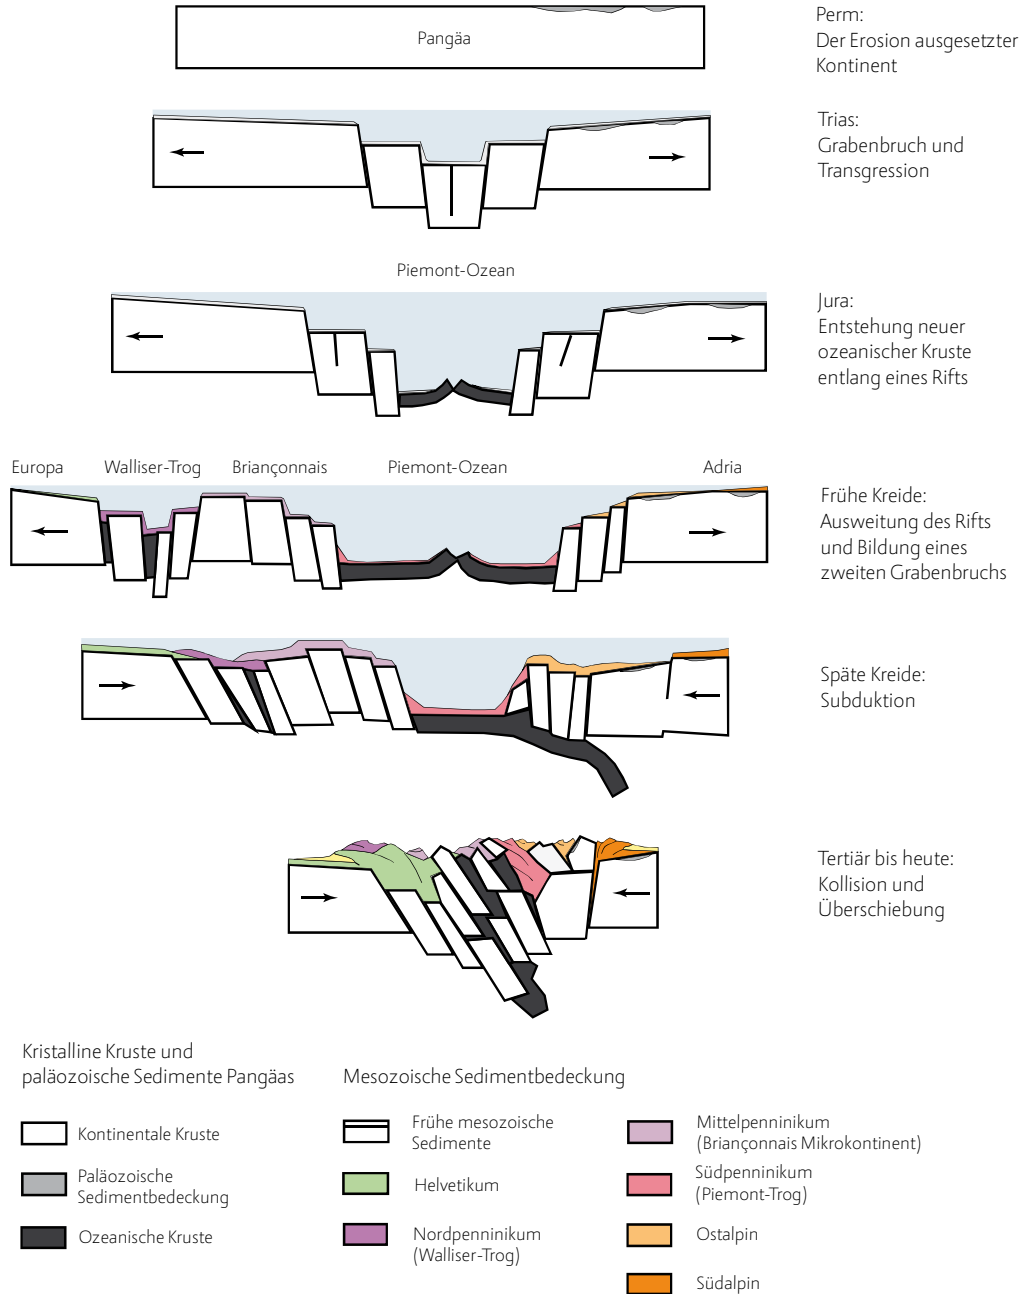 Pangäa
Perm:
Der Erosion ausgesetzter
Kontinent
Trias:
Grabenbruch und
Transgression
Piemont-Ozean
Jura:
Entstehung neuer
ozeanischer Kruste
entlang eines Rifts
Europa
Walliser-Trog
Briançonnais
Piemont-Ozean
Adria
Frühe Kreide:
Ausweitung des Rifts
und Bildung eines
zweiten Grabenbruchs
Späte Kreide:
Subduktion
Tertiär bis heute:
Kollision und
Überschiebung
Kristalline Kruste und
paläozoische Sedimente Pangäas
Kontinentale Kruste
Paläozoische
Sedimentbedeckung
Ozeanische Kruste
Mesozoische Sedimentbedeckung
Frühe mesozoische
Sedimente
Helvetikum
Nordpenninikum
(Walliser-Trog)
Mittelpenninikum
(Briançonnais Mikrokontinent)
Südpenninikum
(Piemont-Trog)
Ostalpin
Südalpin